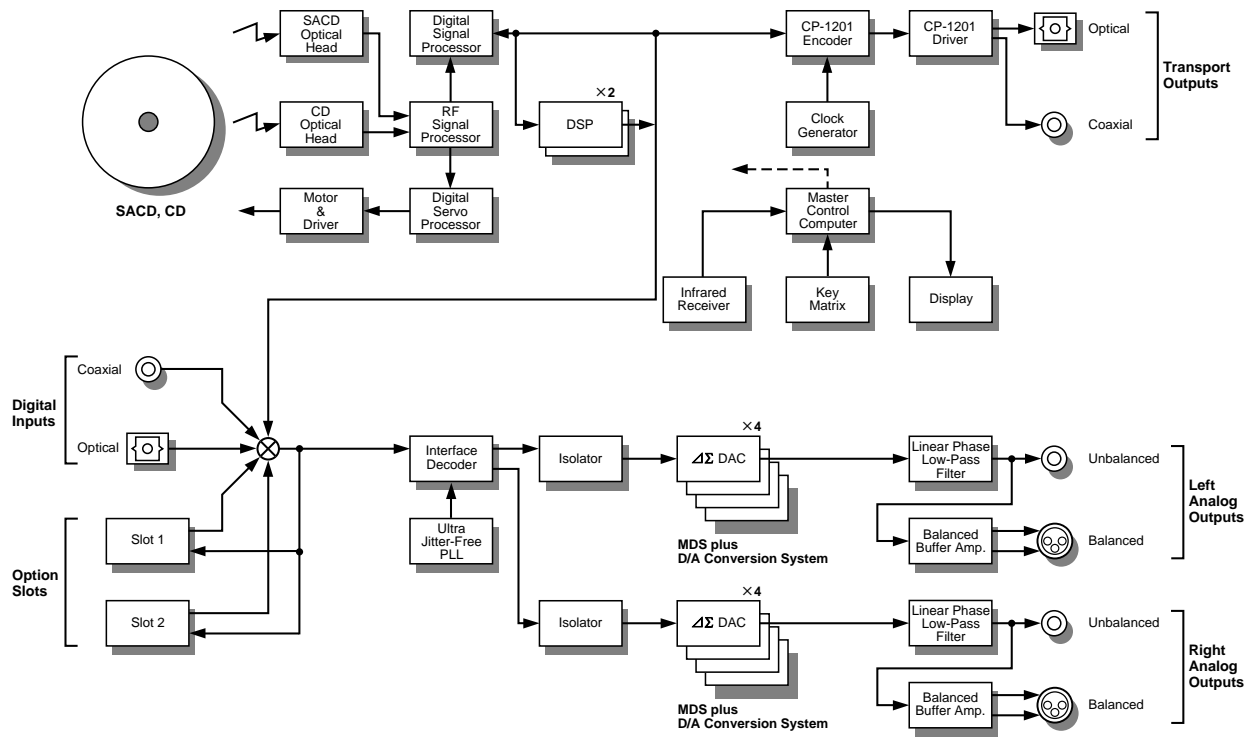 SACD
Optical
Head
Digital
Signal
Processor
CP-1201
Encoder
CP-1201
Driver
Optical
Transport
Outputs
×2
CD
Optical
Head
RF
Signal
Processor
DSP
Clock
Generator
Coaxial
SACD, CD
Motor
&
Driver
Digital
Servo
Processor
Master
Control
Computer
Infrared
Receiver
Key
Matrix
Display
Digital
Inputs
Coaxial
Optical
Interface
Decoder
Isolator
×4
ΔΣ DAC
Linear Phase
Low-Pass
Filter
Unbalanced
Left
Analog
Outputs
Option
Slots
Slot 1
Ultra
Jitter-Free
PLL
MDS plus
D/A Conversion System
Balanced
Buffer Amp.
Balanced
Slot 2
Isolator
×4
ΔΣ DAC
Linear Phase
Low-Pass
Filter
Unbalanced
Right
Analog
Outputs
MDS plus
D/A Conversion System
Balanced
Buffer Amp.
Balanced